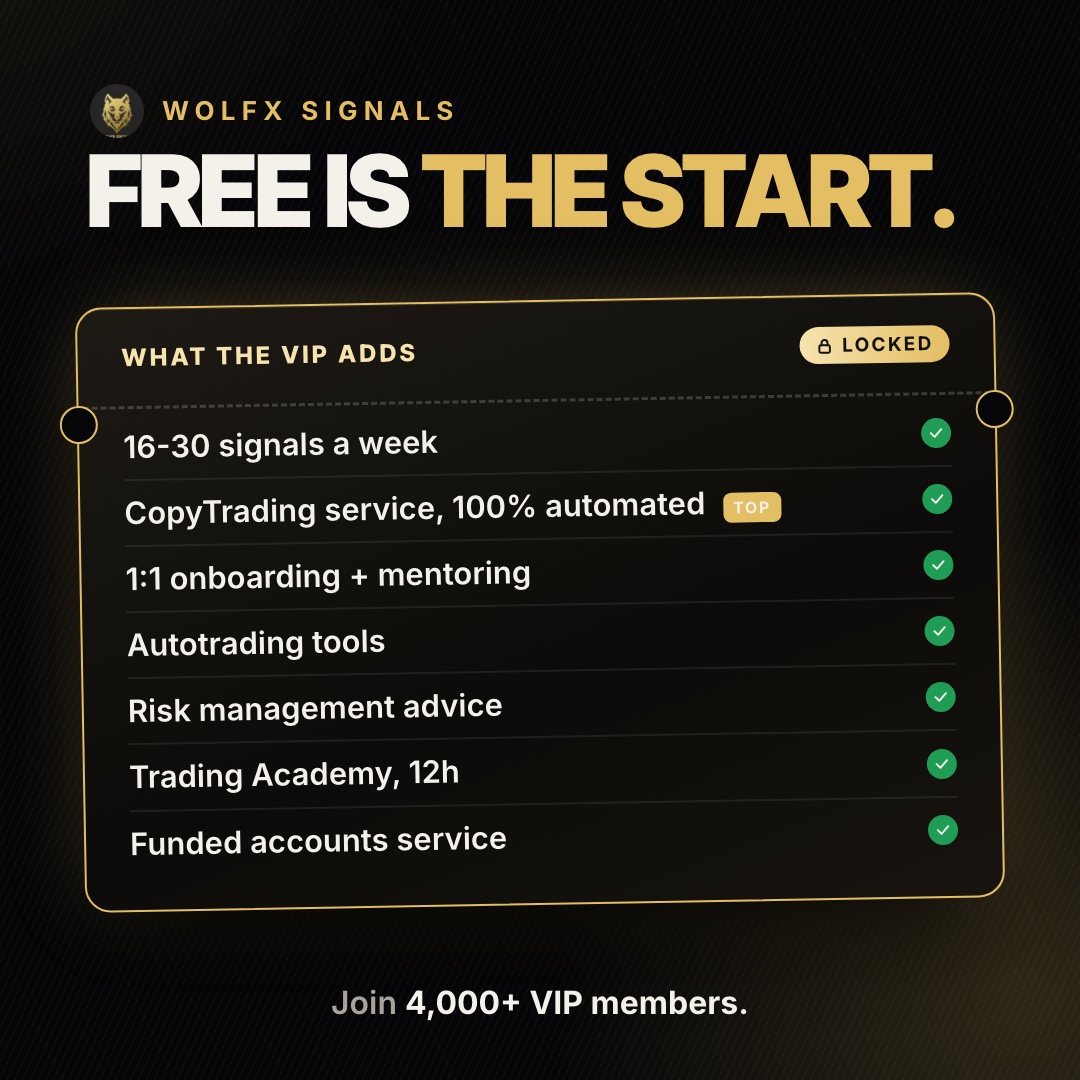 WOLFX SIGNALS
FREE IS THE START.
WHAT THE VIP ADDS
LOCKED
16-30 signals a week
CopyTrading service, 100% automated TOP
1:1 onboarding + mentoring
Autotrading tools
Risk management advice
Trading Academy, 12h
Funded accounts service
Join 4,000+ VIP members.